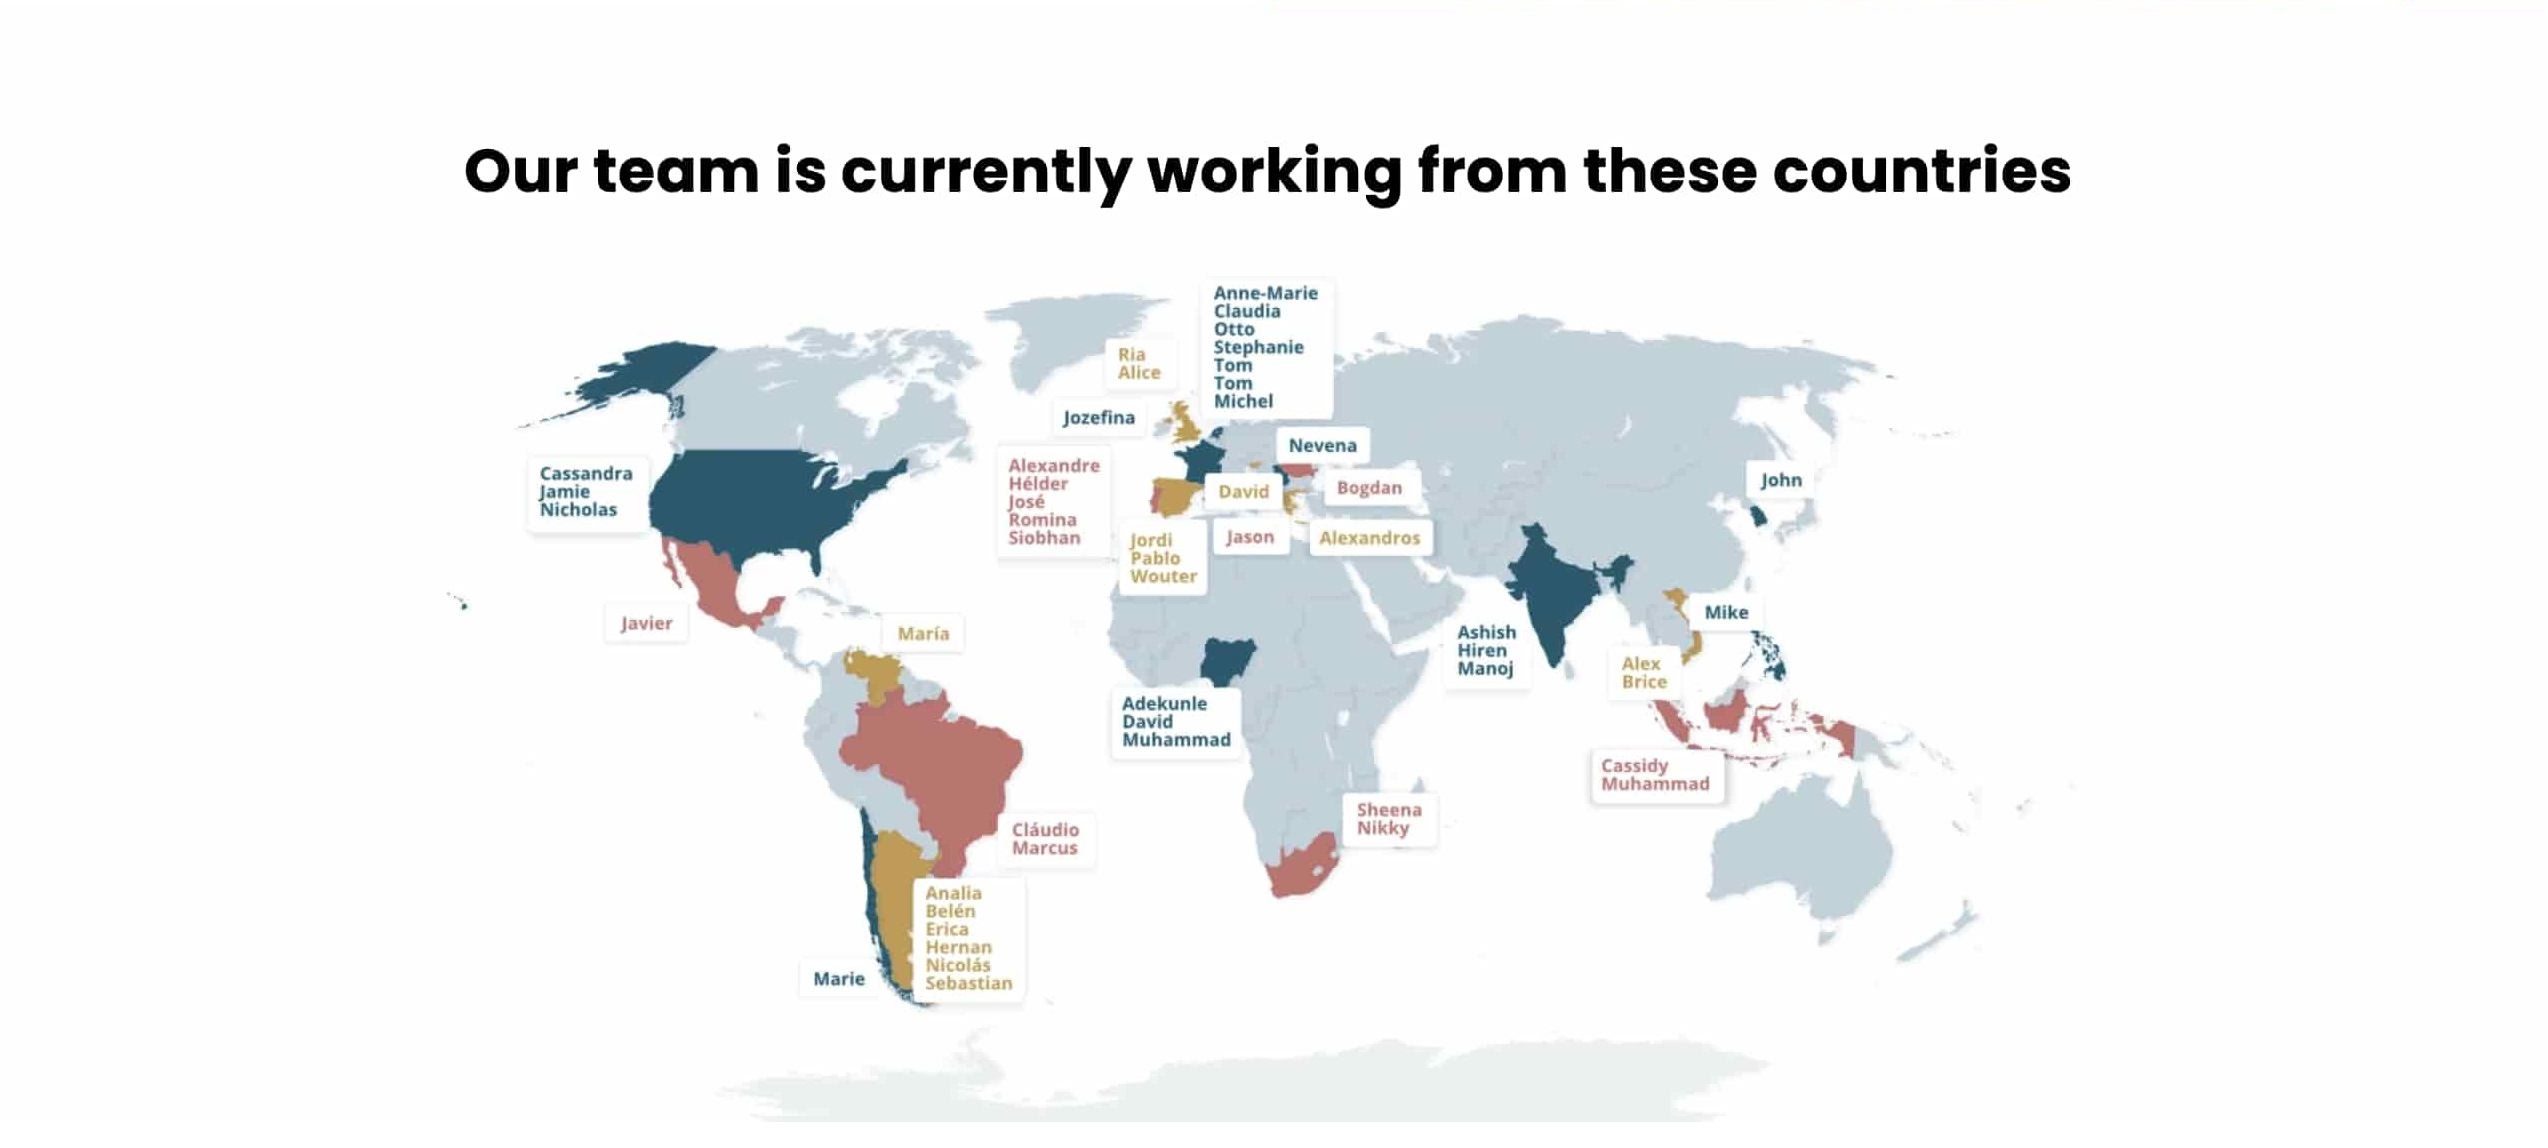 Our team is currently working from these countries
Anne-Marie
Claudia
Otto
Stephanie
Tom
Tom
Michel
Ria
Alice
Jozefina
Nevena
Alexandre
Hélder
José
Romina
Siobhan
Cassandra
Jamie
Nicholas
David
Bogdan
John
Jordi
Pablo
Wouter
Jason
Alexandros
Javier
María
Mike
Ashish
Hiren
Manoj
Alex
Brice
Adekunle
David
Muhammad
Cassidy
Muhammad
Sheena
Nikky
Cláudio
Marcus
Analia
Belén
Erica
Hernan
Nicolás
Sebastian
Marie